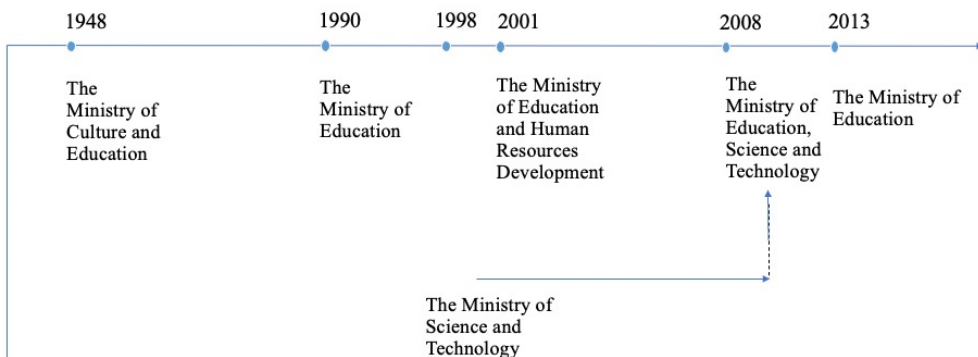 1948
1990
1998
2001
2008
2013
The
Ministry of
Culture and
Education
The
Ministry of
Education
The Ministry
of Education
and Human
Resources
Development
The
Ministry of
Education,
Science and
Technology
The Ministry of
Education
The Ministry of
Science and
Technology